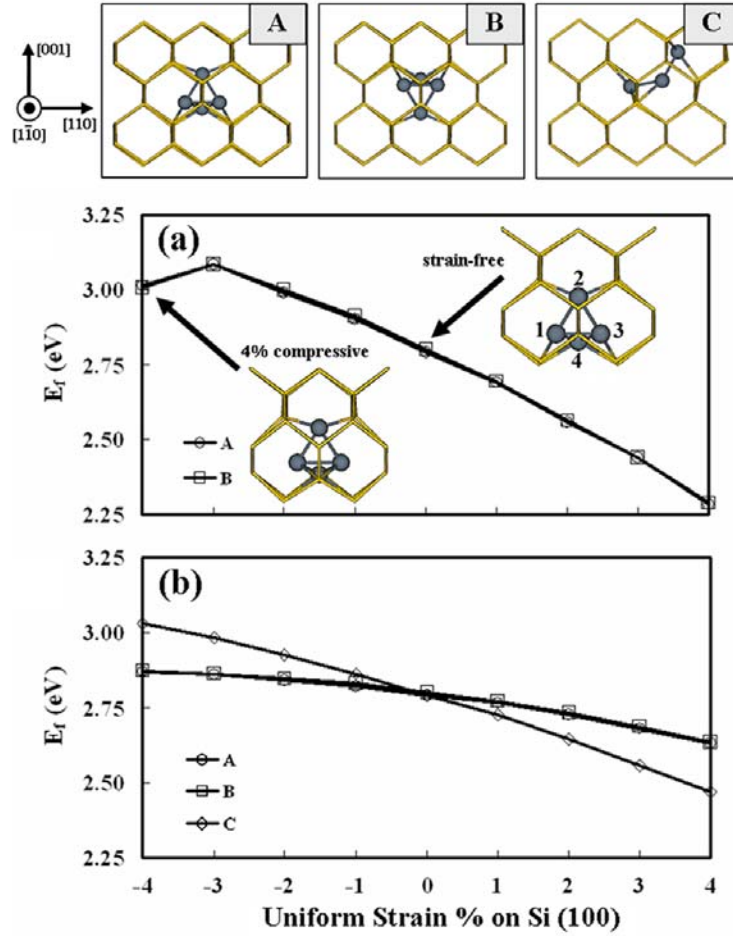 A
B
C
[001]
[110]
[11̄0]
(a)
3.25
3.00
2.75
2.50
2.25
E_f (eV)
strain-free
4% compressive
1
2
3
4
A
B
(b)
3.25
3.00
2.75
2.50
2.25
E_f (eV)
A
B
C
-4 -3 -2 -1 0 1 2 3 4
Uniform Strain % on Si (100)